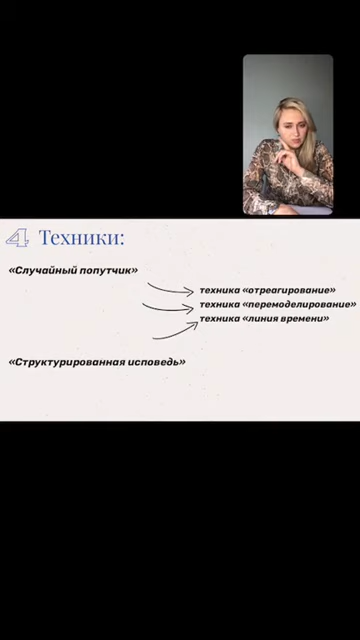 4 Техники:
«Случайный попутчик»
техника «отреагирование»
техника «перемоделирование»
техника «линия времени»
«Структурированная исповедь»